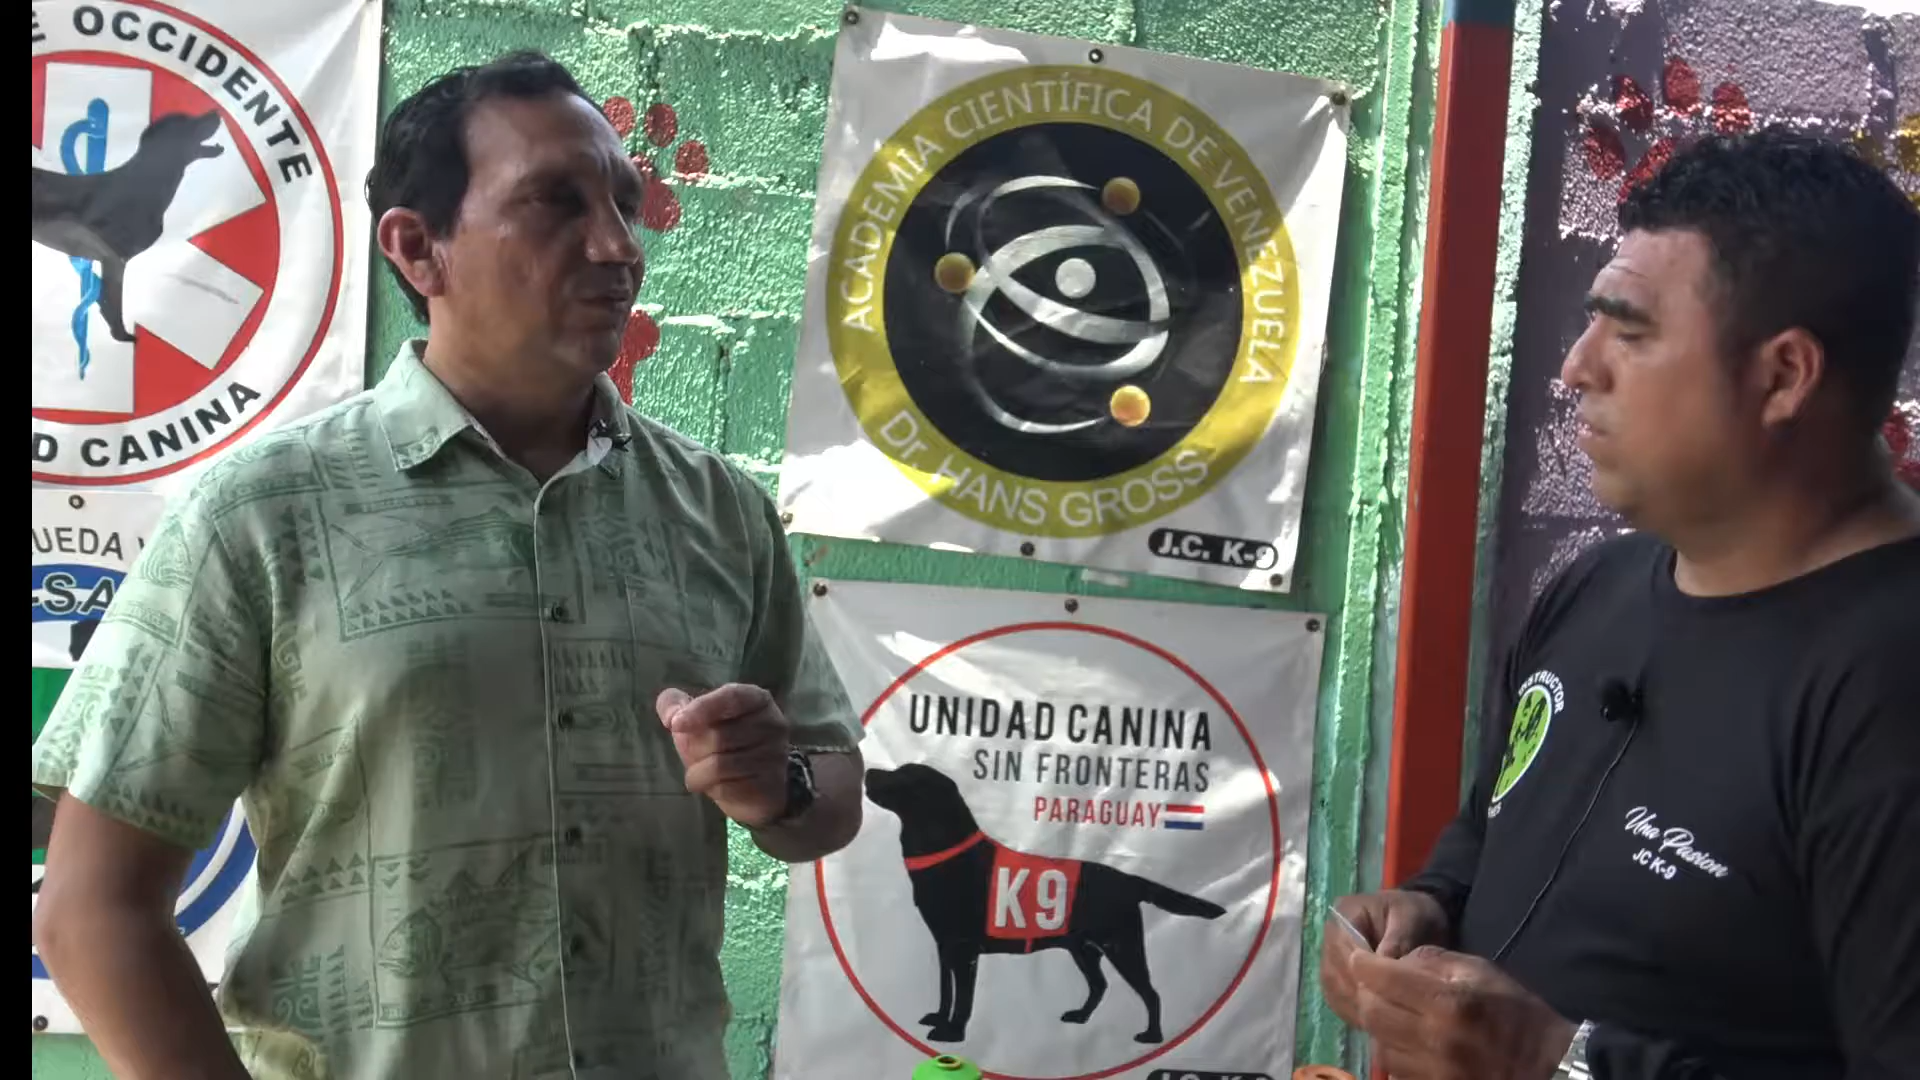 E OCCIDENTE
D CANINA
UEDA
-SA
ACADEMIA CIENTÍFICA DE VENEZUELA
Dr. HANS GROSS
J.C. K-9
UNIDAD CANINA
SIN FRONTERAS
PARAGUAY
K9
INSTRUCTOR
Una Pasion
JC K-9
J.C. K-9